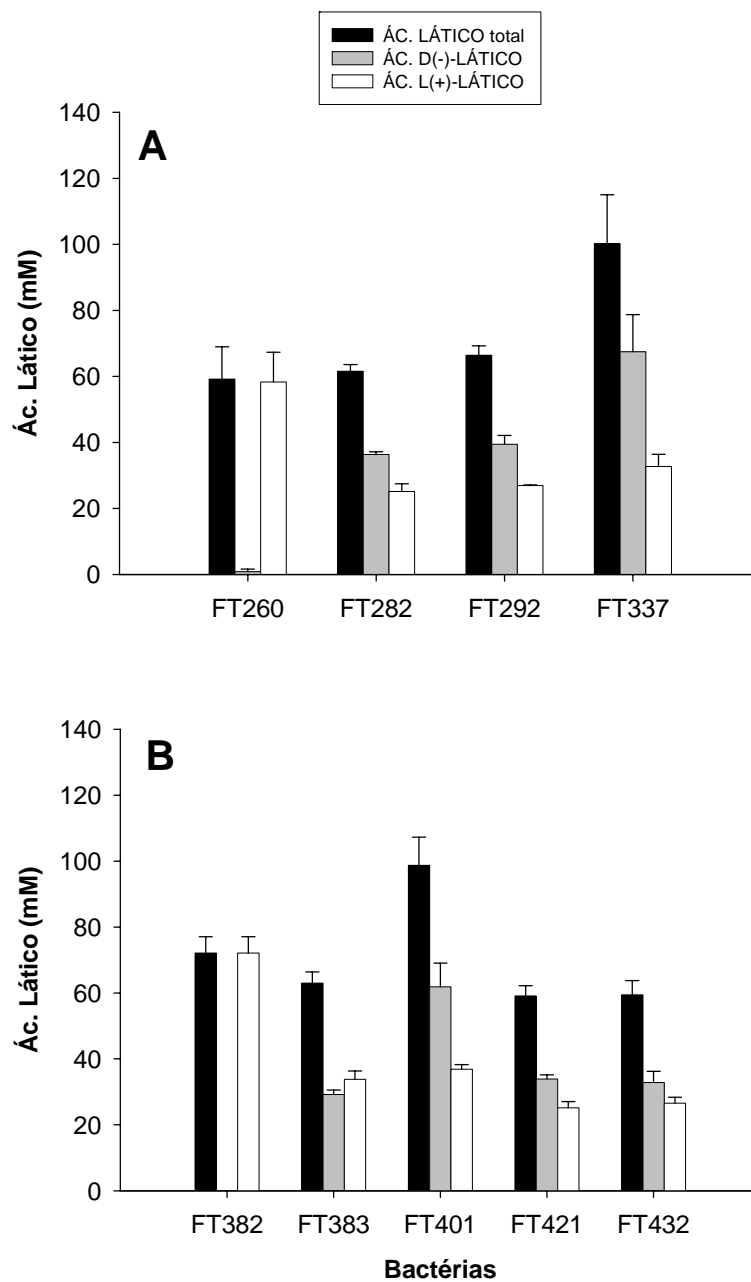 ÁC. LÁTICO total
ÁC. D(-)-LÁTICO
ÁC. L(+)-LÁTICO
A
Ác. Lático (mM)
140
120
100
80
60
40
20
0
FT260 FT282 FT292 FT337
B
Ác. Lático (mM)
140
120
100
80
60
40
20
0
FT382 FT383 FT401 FT421 FT432
Bactérias